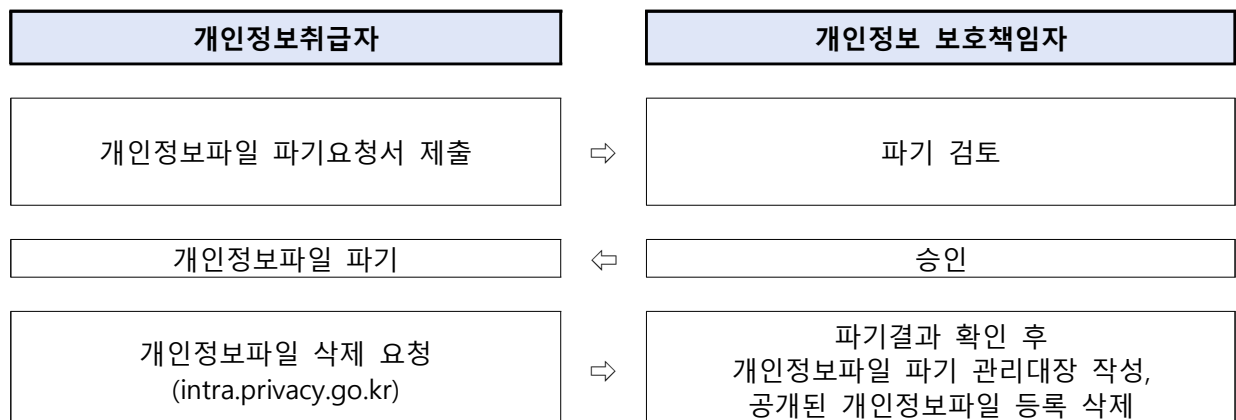 개인정보취급자
개인정보 보호책임자
개인정보파일 파기요청서 제출
⇨
파기 검토
개인정보파일 파기
⇦
승인
개인정보파일 삭제 요청
(intra.privacy.go.kr)
⇨
파기결과 확인 후
개인정보파일 파기 관리대장 작성,
공개된 개인정보파일 등록 삭제